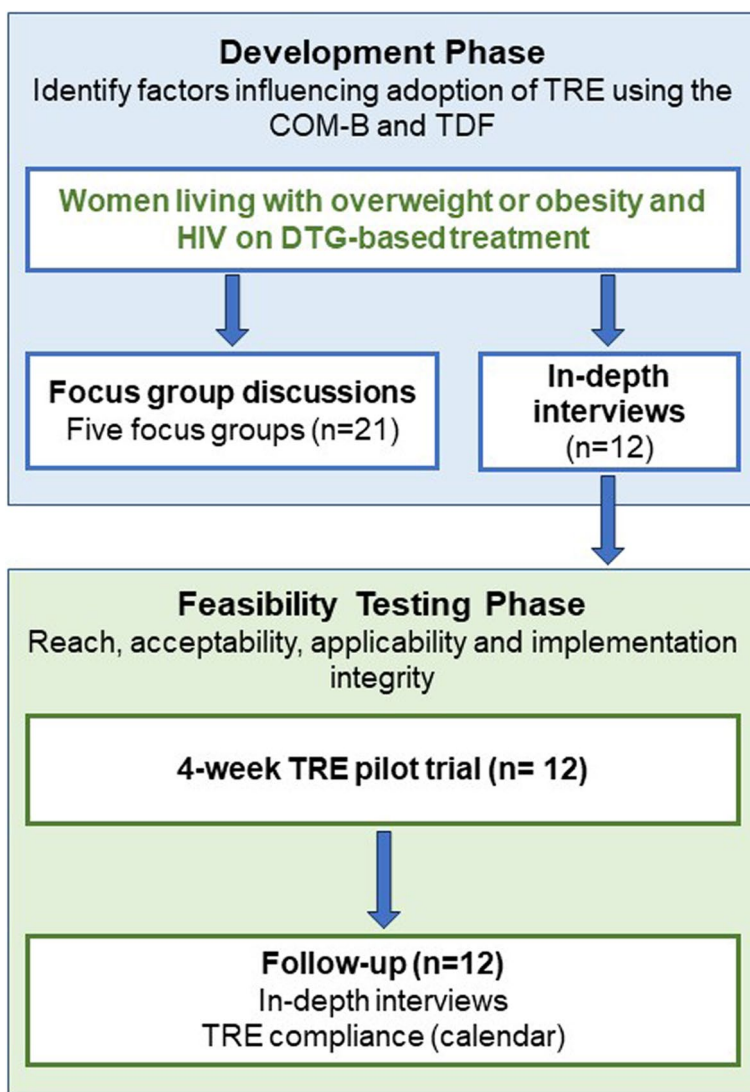 Development Phase
Identify factors influencing adoption of TRE using the
COM-B and TDF
Women living with overweight or obesity and
HIV on DTG-based treatment
Focus group discussions
Five focus groups (n=21)
In-depth
interviews
(n=12)
Feasibility Testing Phase
Reach, acceptability, applicability and implementation
integrity
4-week TRE pilot trial (n= 12)
Follow-up (n=12)
In-depth interviews
TRE compliance (calendar)